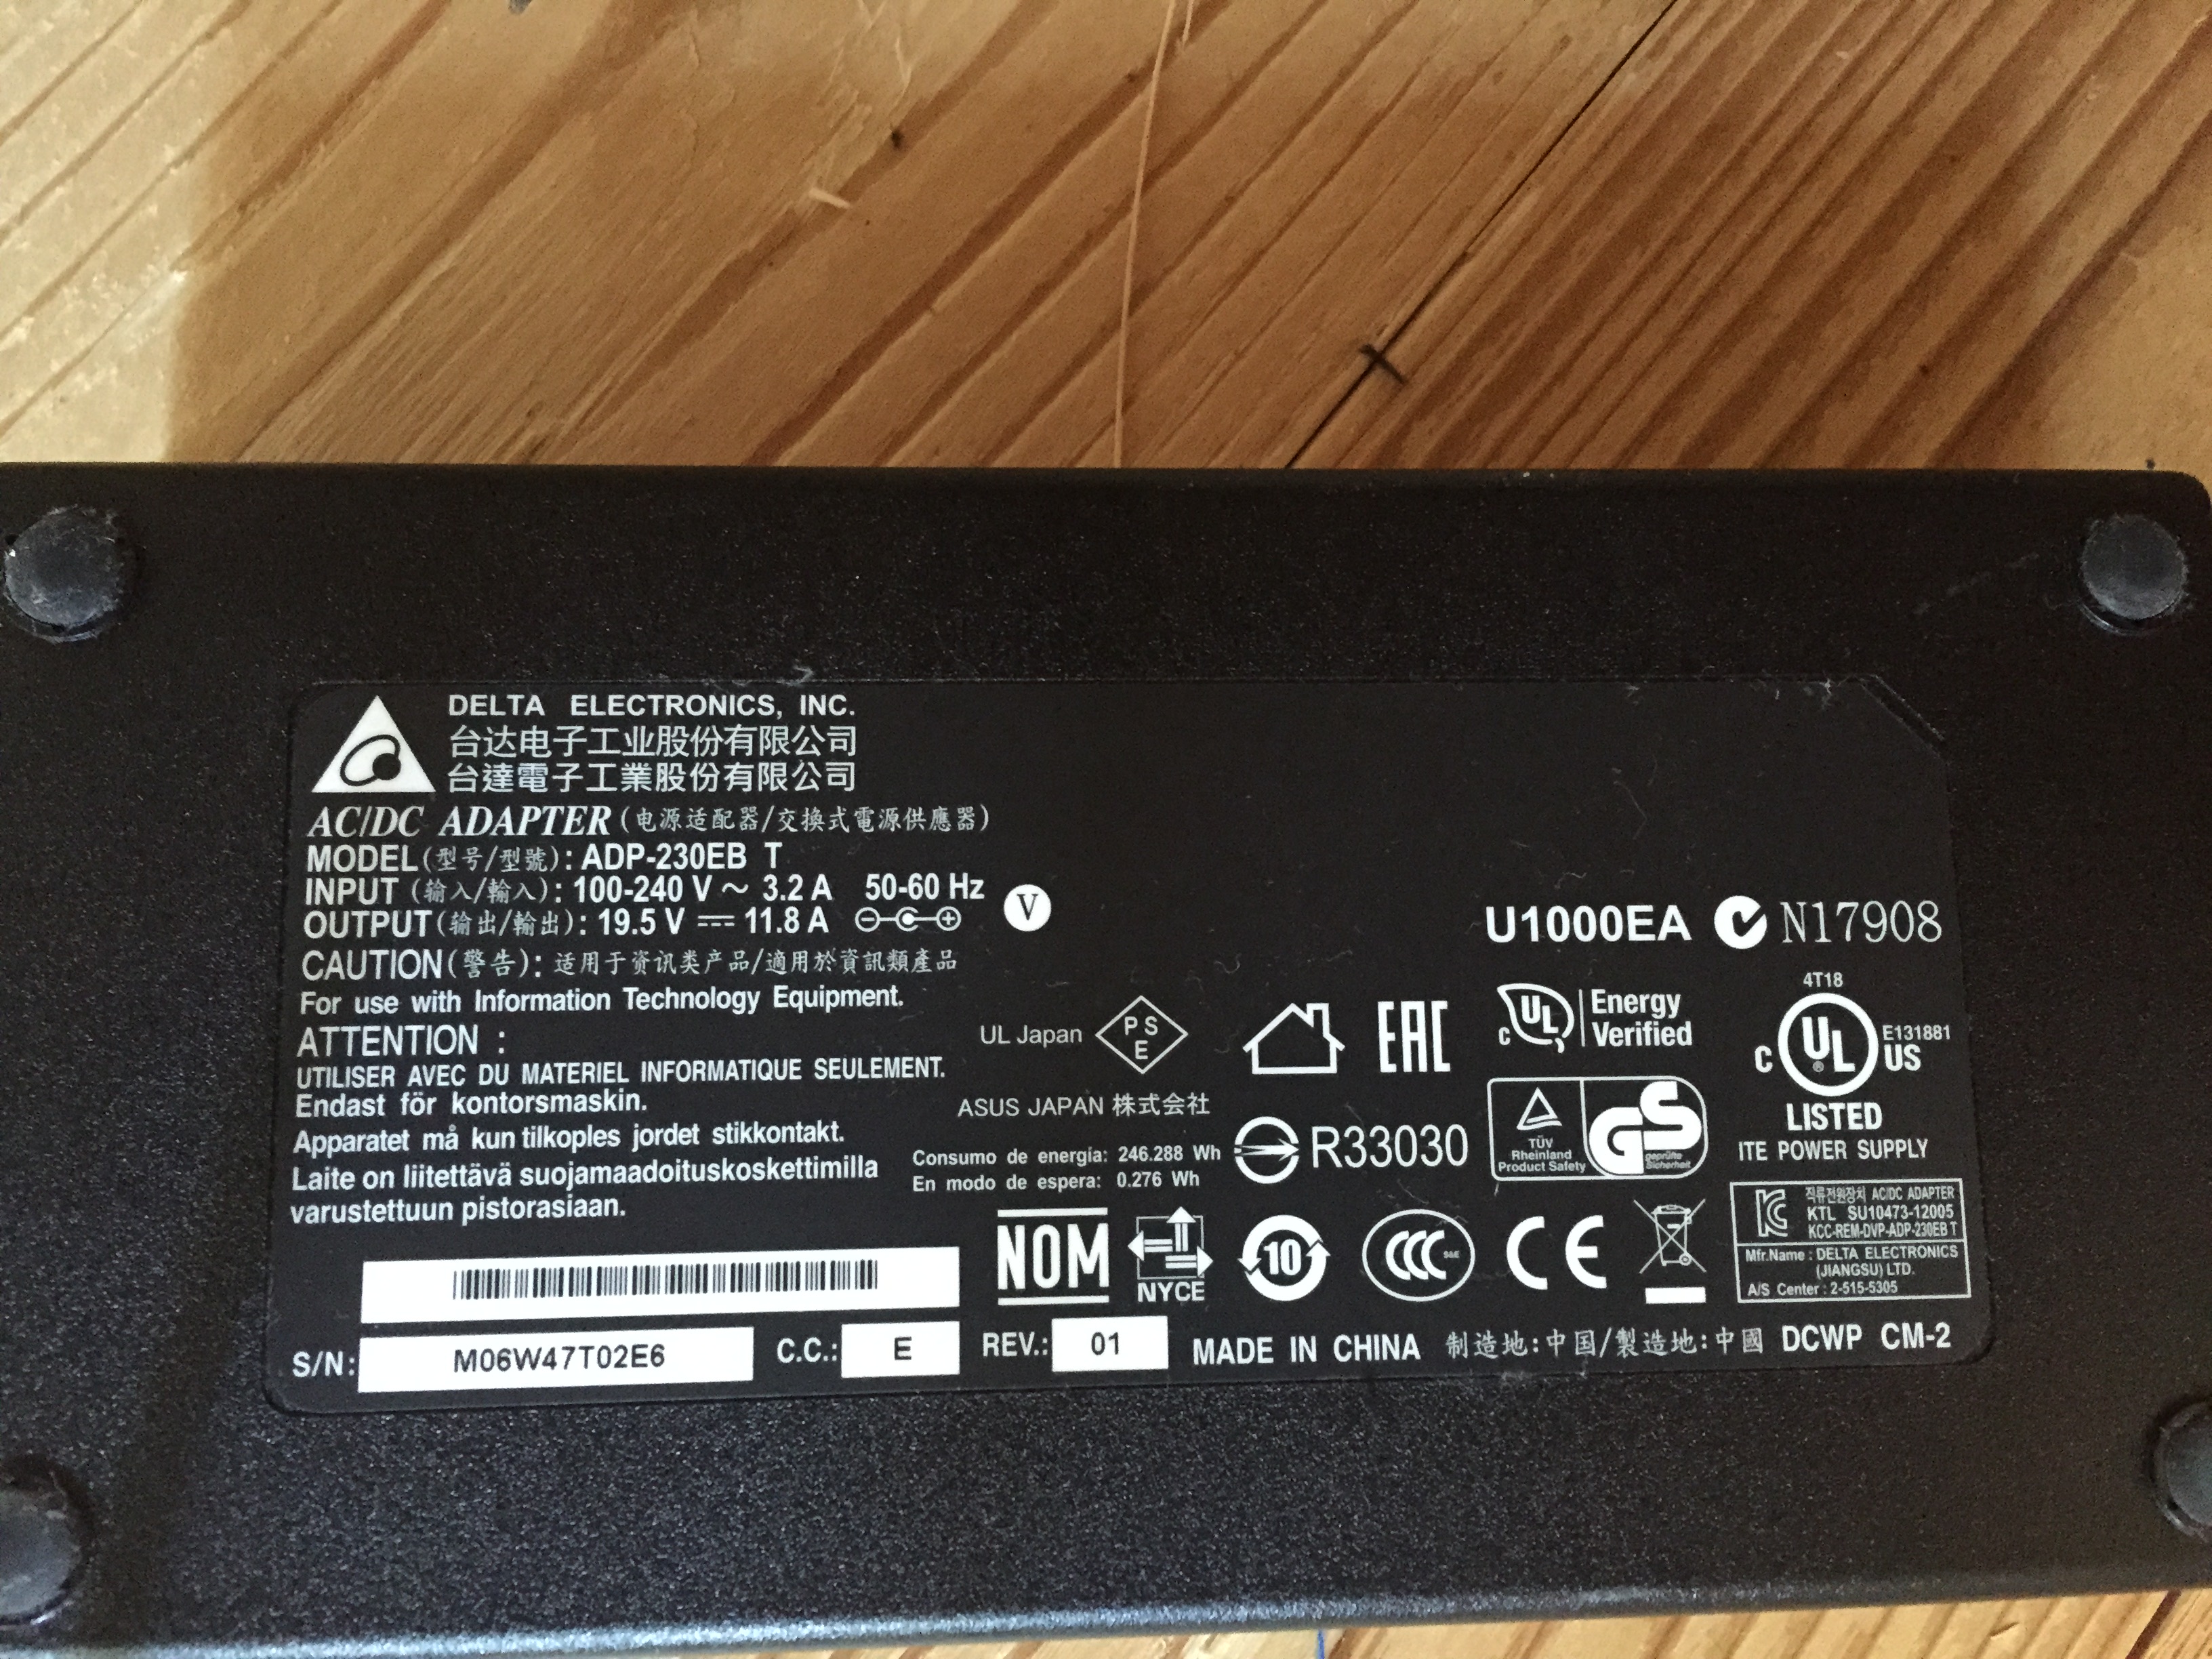 DELTA ELECTRONICS, INC.
台达电子工业股份有限公司
台達電子工業股份有限公司
AC/DC ADAPTER (电源适配器/交換式電源供應器)
MODEL(型号/型號): ADP-230EB T
INPUT (输入/輸入): 100-240 V ~ 3.2 A 50-60 Hz
OUTPUT(输出/輸出): 19.5 V ⎓ 11.8 A
V
CAUTION(警告): 适用于资讯类产品/適用於資訊類產品
For use with Information Technology Equipment.
ATTENTION :
UTILISER AVEC DU MATERIEL INFORMATIQUE SEULEMENT.
Endast för kontorsmaskin.
Apparatet må kun tilkoples jordet stikkontakt.
Laite on liitettävä suojamaadoituskoskettimilla
varustettuun pistorasiaan.
U1000EA N17908
UL Japan
PSE
EAC
c UL Energy
Verified
4T18
c UL US
E131881
®
LISTED
ITE POWER SUPPLY
ASUS JAPAN 株式会社
Consumo de energía: 246.288 Wh
En modo de espera: 0.276 Wh
R33030
TÜV
Rheinland
Product Safety
GS
geprüfte
Sicherheit
NOM
NYCE
10
CCC
S&E
CE
직류전원장치 AC/DC ADAPTER
KTL SU10473-12005
KCC-REM-DVP-ADP-230EB T
Mfr.Name : DELTA ELECTRONICS
(JIANGSU) LTD.
A/S Center : 2-515-5305
S/N: M06W47T02E6 C.C.: E REV.: 01 MADE IN CHINA 制造地:中国/製造地:中國 DCWP CM-2